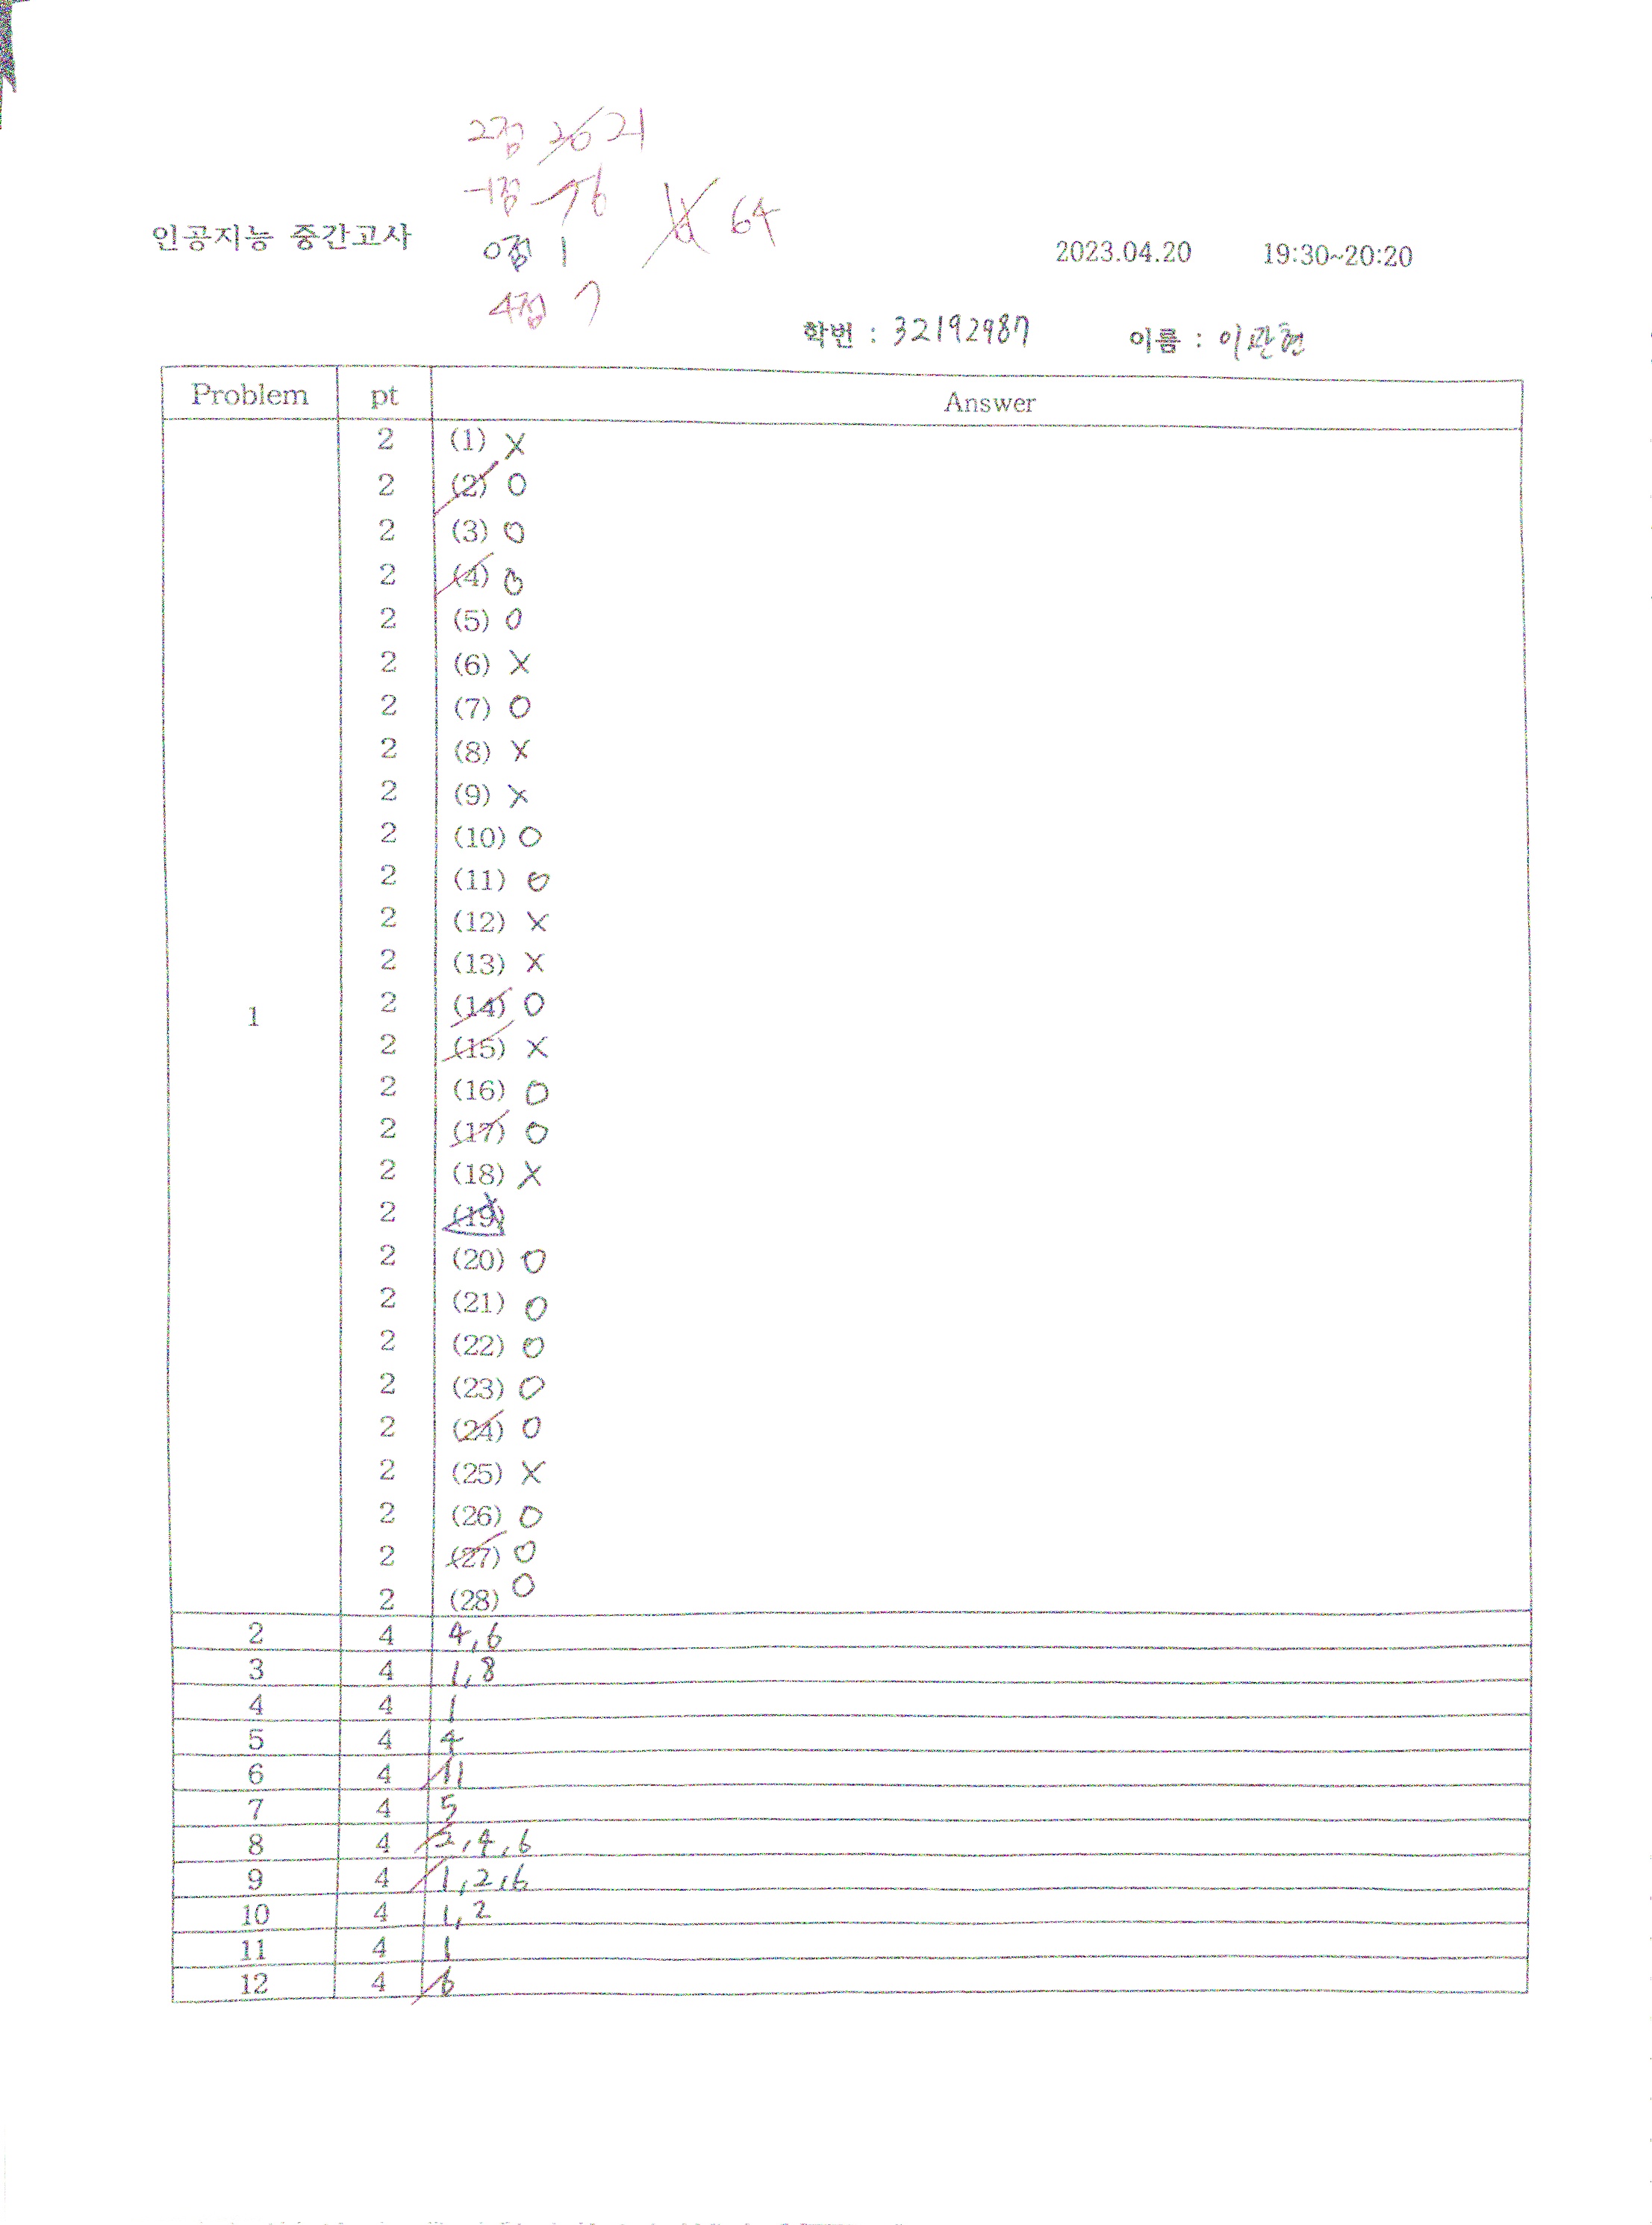 2점 20 21
-1점 7 6
64
인공지능 중간고사
0점 1
2023.04.20 19:30~20:20
4점 7
학번 : 32192987 이름 : 이관현
Problem pt Answer
2 (1) X
2 (2) O
2 (3) O
2 (4) O
2 (5) O
2 (6) X
2 (7) O
2 (8) X
2 (9) X
2 (10) O
2 (11) O
2 (12) X
2 (13) X
1 2 (14) O
2 (15) X
2 (16) O
2 (17) O
2 (18) X
2 (19)
2 (20) O
2 (21) O
2 (22) O
2 (23) O
2 (24) O
2 (25) X
2 (26) O
2 (27) O
2 (28) O
2 4 4,6
3 4 1,8
4 4 1
5 4 4
6 4 11
7 4 5
8 4 2,4,6
9 4 1,2,6
10 4 1,2
11 4 1
12 4 6